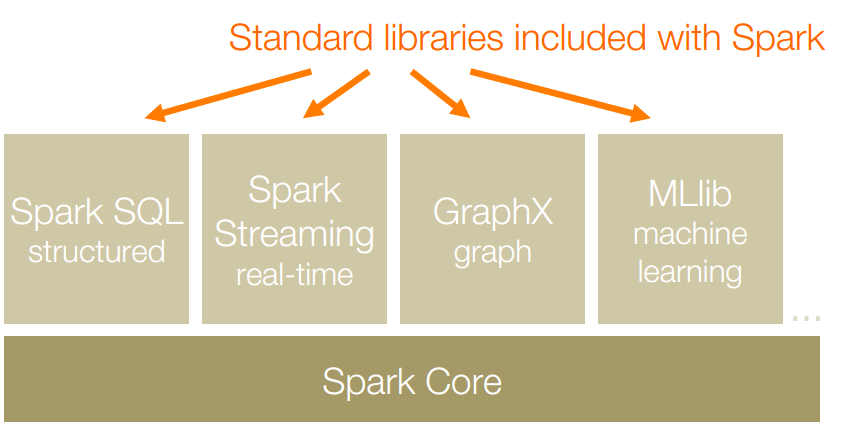 Standard libraries included with Spark
Spark SQL
structured
Spark
Streaming
real-time
GraphX
graph
MLlib
machine
learning
...
Spark Core